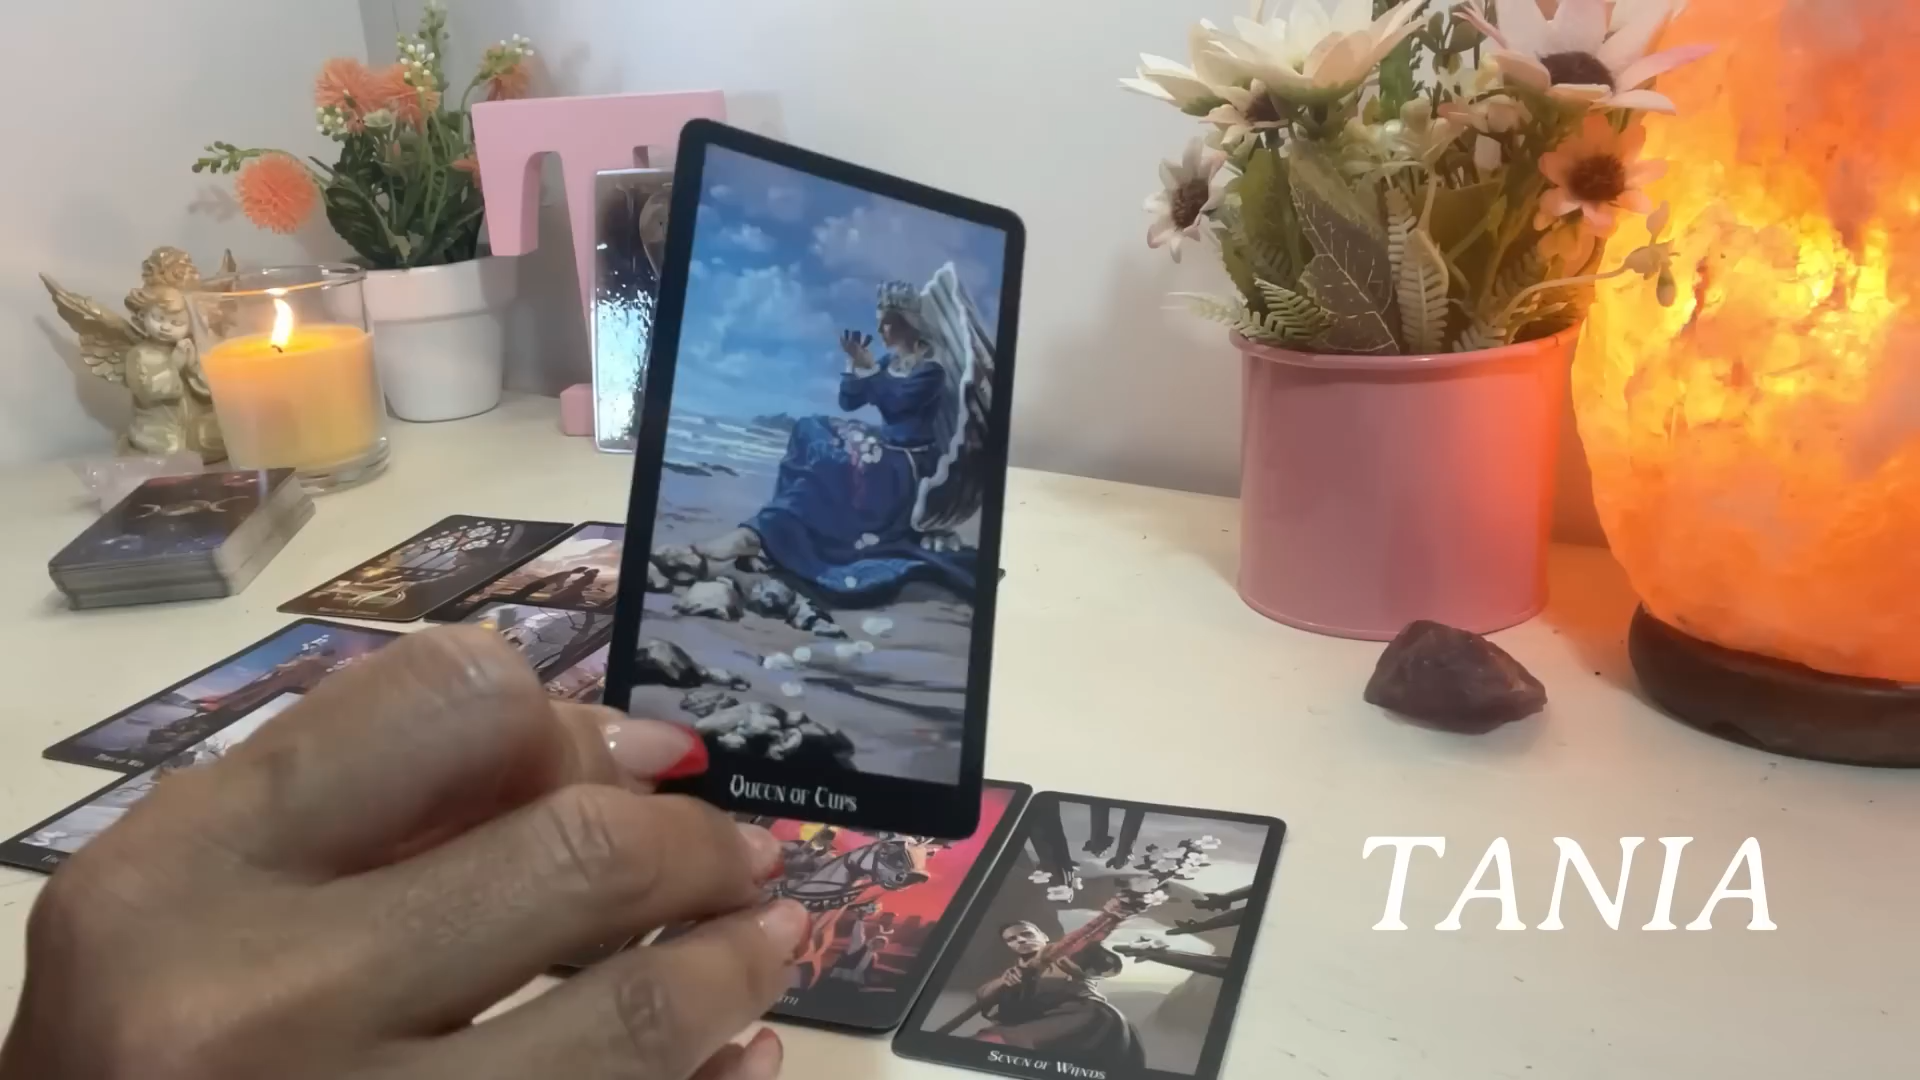 T
QUEEN OF CUPS
TANIA
SEVEN OF WANDS